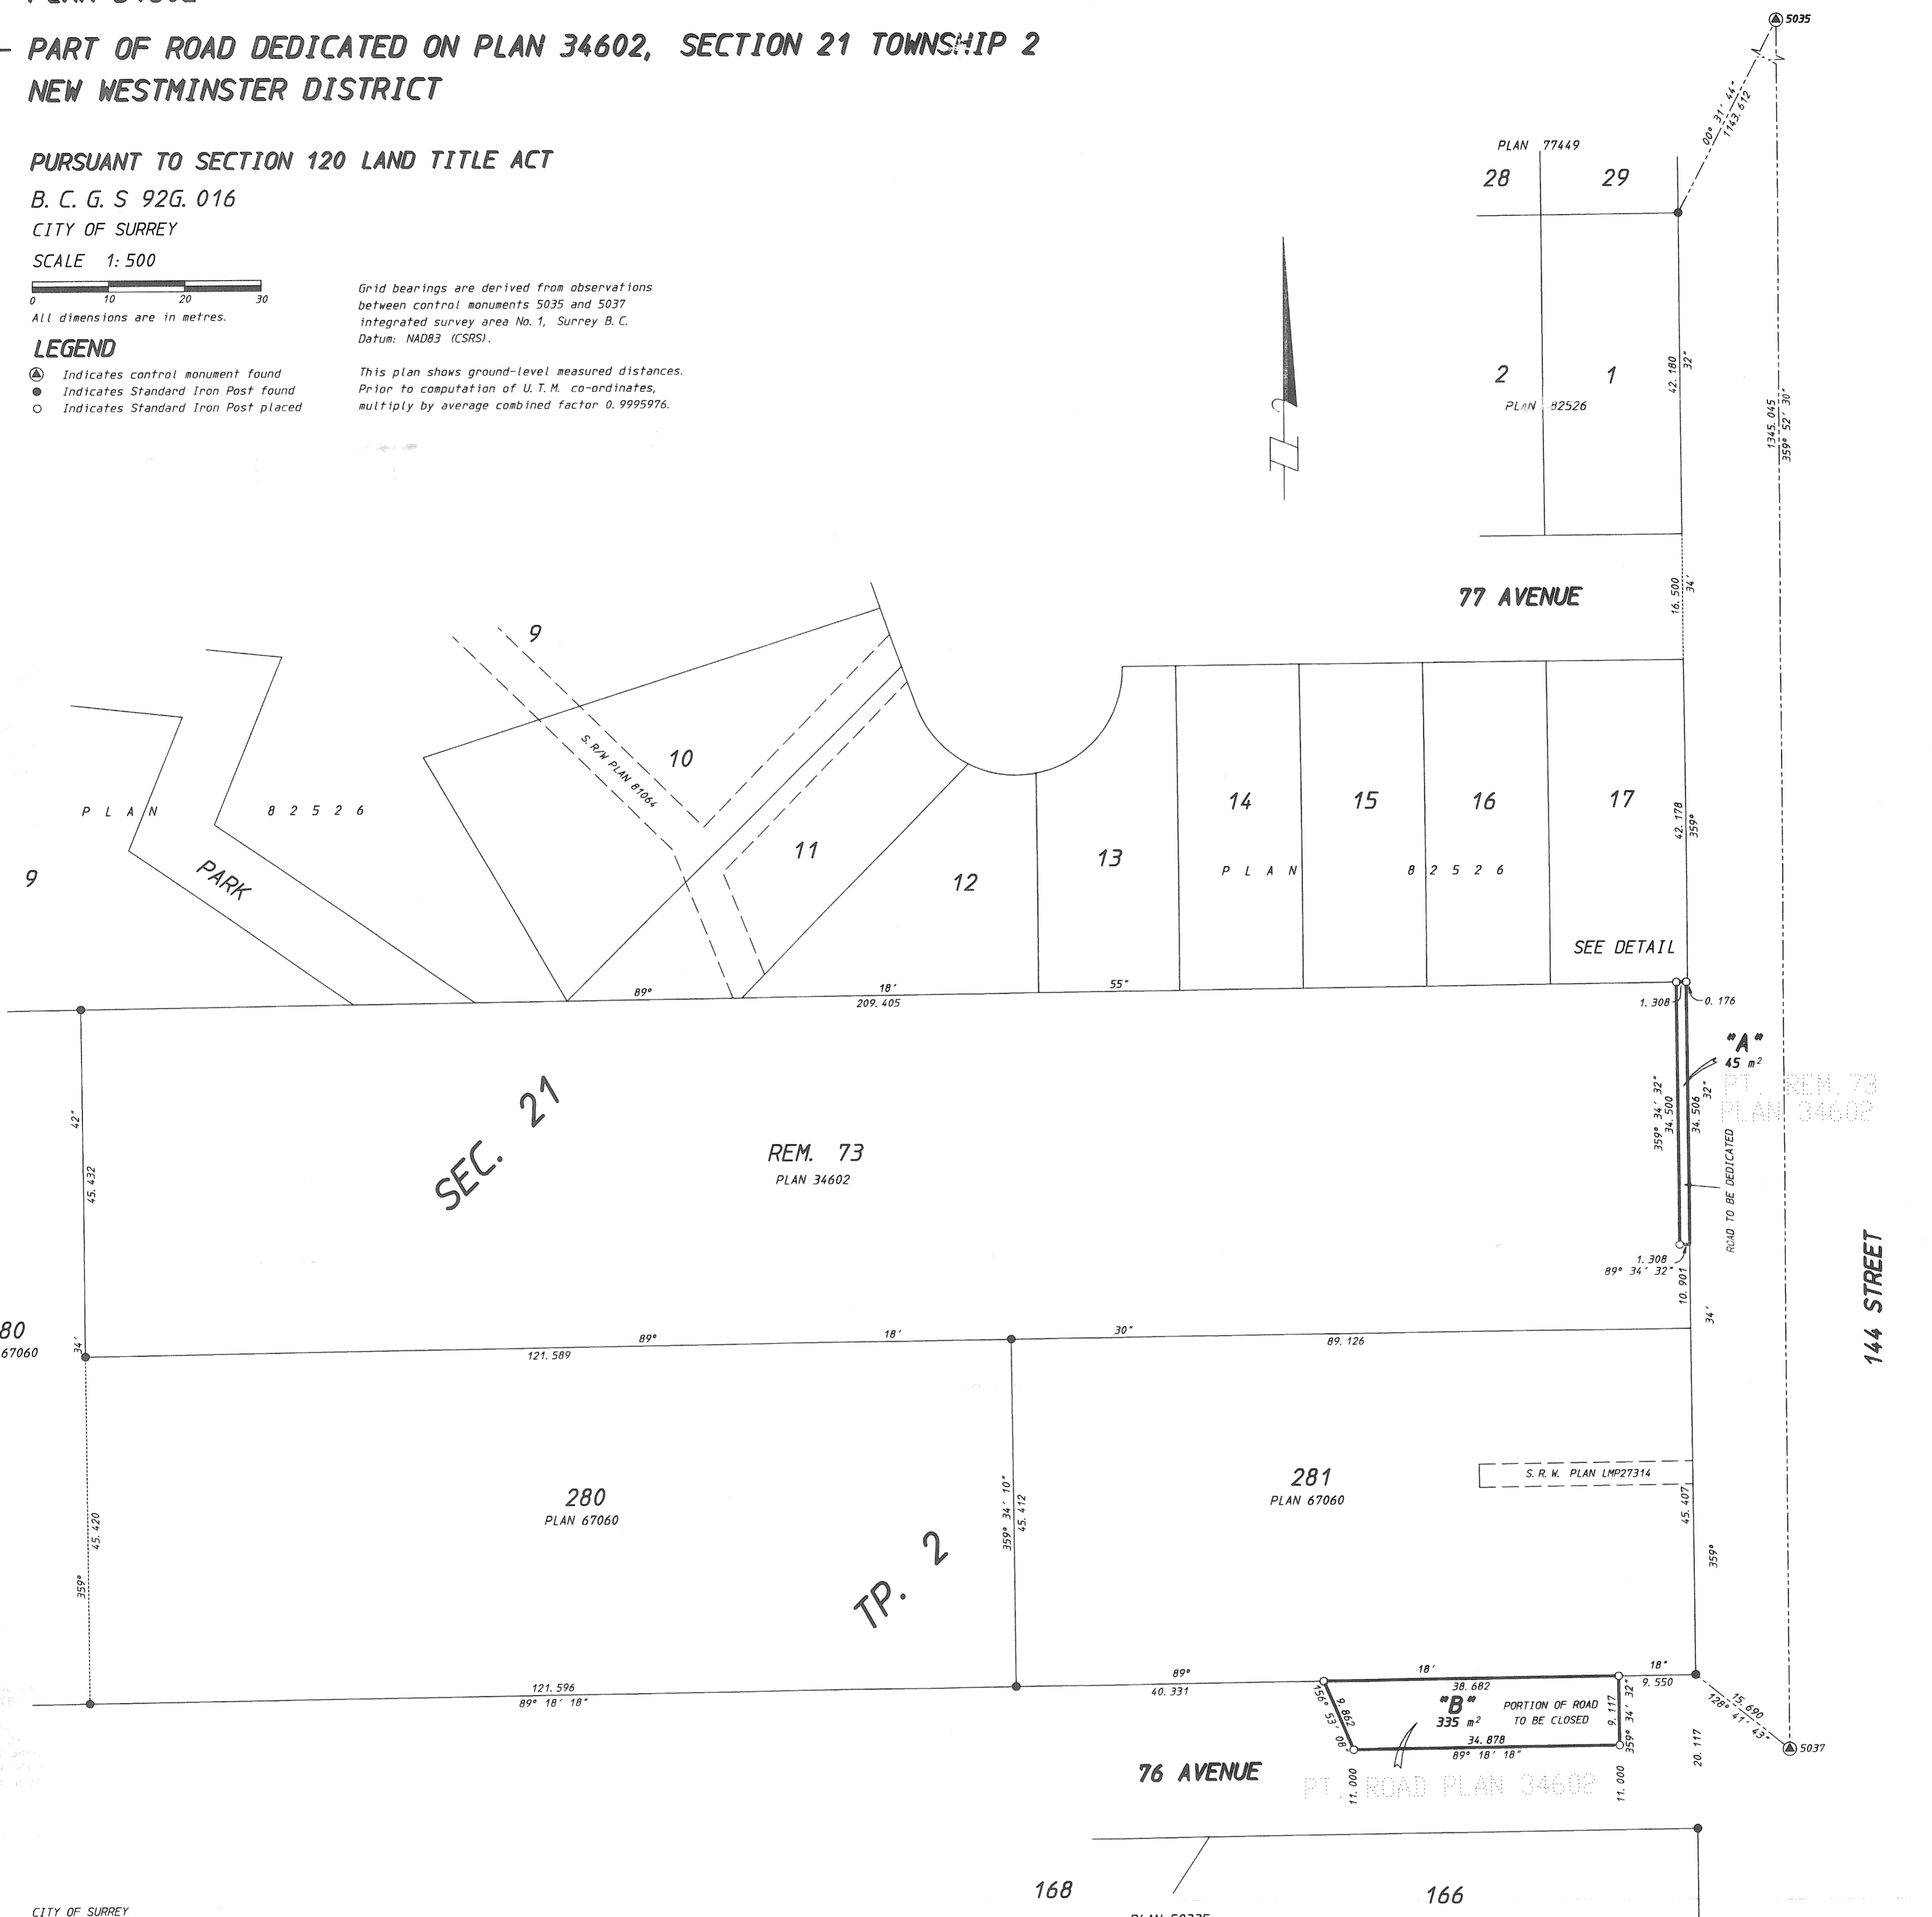 PART OF ROAD DEDICATED ON PLAN 34602, SECTION 21 TOWNSHIP 2
NEW WESTMINSTER DISTRICT
PURSUANT TO SECTION 120 LAND TITLE ACT
B. C. G. S 92G. 016
CITY OF SURREY
SCALE 1: 500
0 10 20 30
All dimensions are in metres.
LEGEND
Indicates control monument found
Indicates Standard Iron Post found
Indicates Standard Iron Post placed
Grid bearings are derived from observations
between control monuments 5035 and 5037
integrated survey area No. 1, Surrey B. C.
Datum: NAD83 (CSRS).
This plan shows ground-level measured distances.
Prior to computation of U. T. M. co-ordinates,
multiply by average combined factor 0. 9995976.
5035
00° 31' 44"
1143. 612
PLAN 77449
28
29
2
1
PLAN 82526
42. 180
32"
1345. 045
359° 52' 30"
77 AVENUE
16. 500
34'
9
10
S. R/W PLAN 81064
11
12
13
14
15
16
17
PLAN 82526
42. 178
359°
PLAN 82526
9
PARK
SEE DETAIL
89° 18' 55"
209. 405
1. 308
0. 176
"A"
45 m²
PT. REM. 73
PLAN 34602
359° 34' 32"
34. 500
34. 506
32"
ROAD TO BE DEDICATED
42"
45. 432
SEC. 21
REM. 73
PLAN 34602
1. 308
89° 34' 32"
10. 901
34'
144 STREET
80
67060
34'
89° 18' 30"
121. 589
89. 126
280
PLAN 67060
45. 420
359°
359° 34' 10"
45. 412
TP. 2
281
PLAN 67060
S. R. W. PLAN LMP27314
45. 407
359°
121. 596
89° 18' 18"
89° 18' 18"
40. 331
38. 682
9. 550
"B"
335 m²
PORTION OF ROAD
TO BE CLOSED
9. 862
156° 53' 08"
9. 117
359° 34' 32"
34. 878
89° 18' 18"
15. 690
128° 41' 43"
5037
20. 117
76 AVENUE
11. 000
PT. ROAD PLAN 34602
11. 000
168
166
CITY OF SURREY